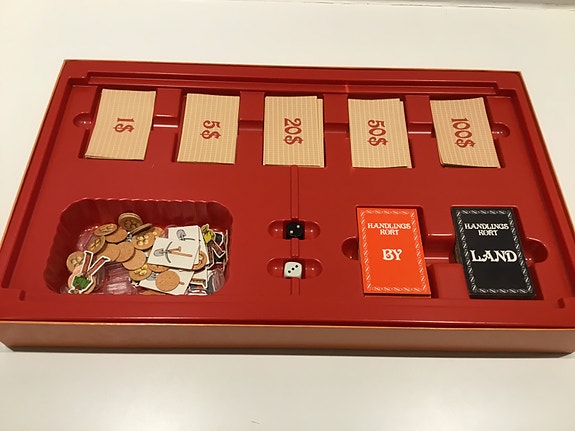 1$
5$
20$
50$
100$
HANDLINGS
KORT
BY
HANDLINGS
KORT
LAND